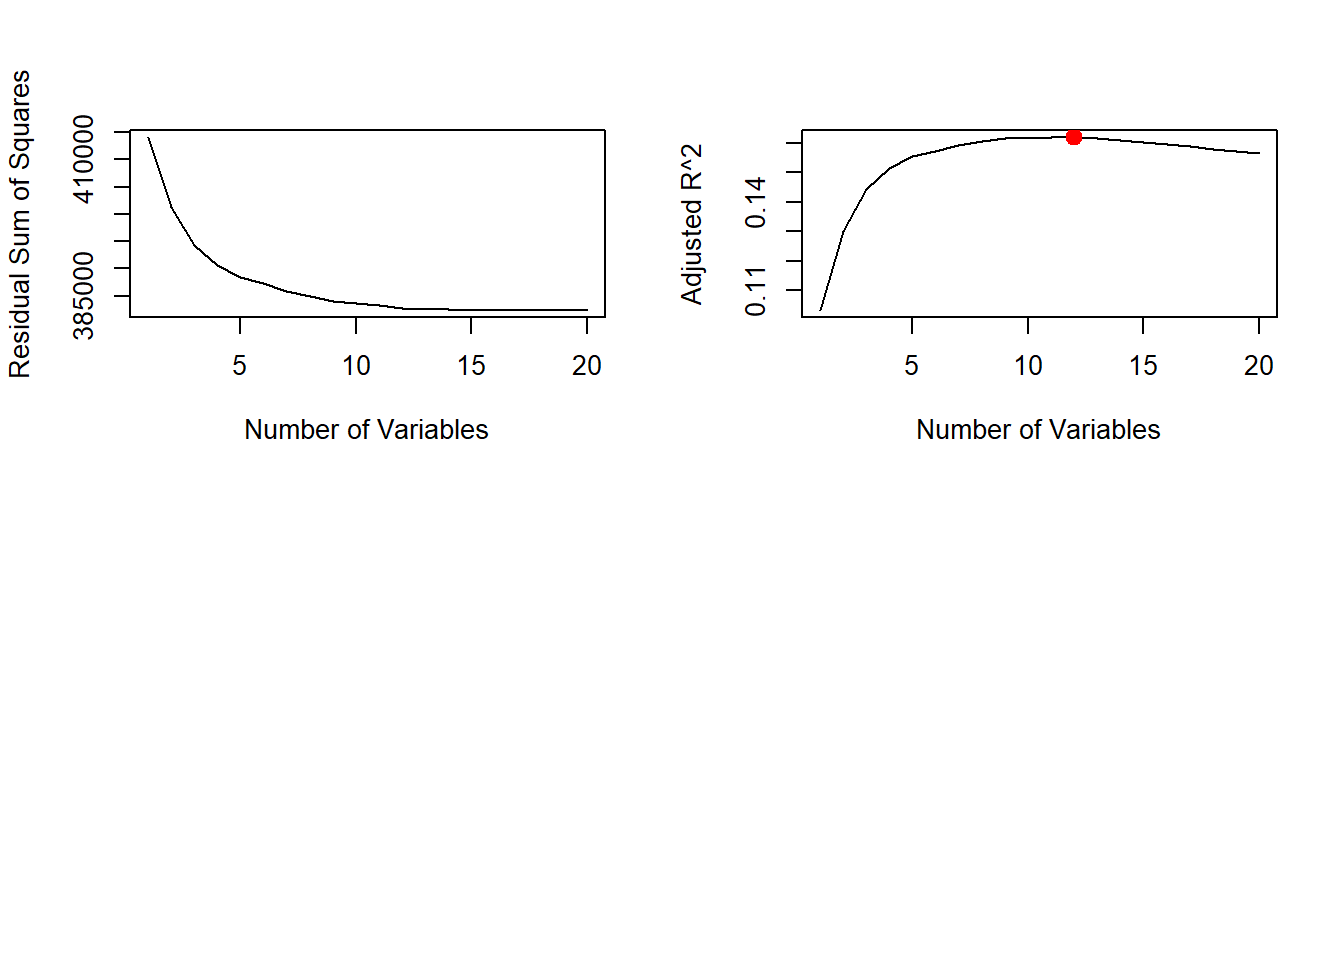 Residual Sum of Squares
410000
385000
5 10 15 20
Number of Variables
Adjusted R^2
0.14
0.11
5 10 15 20
Number of Variables